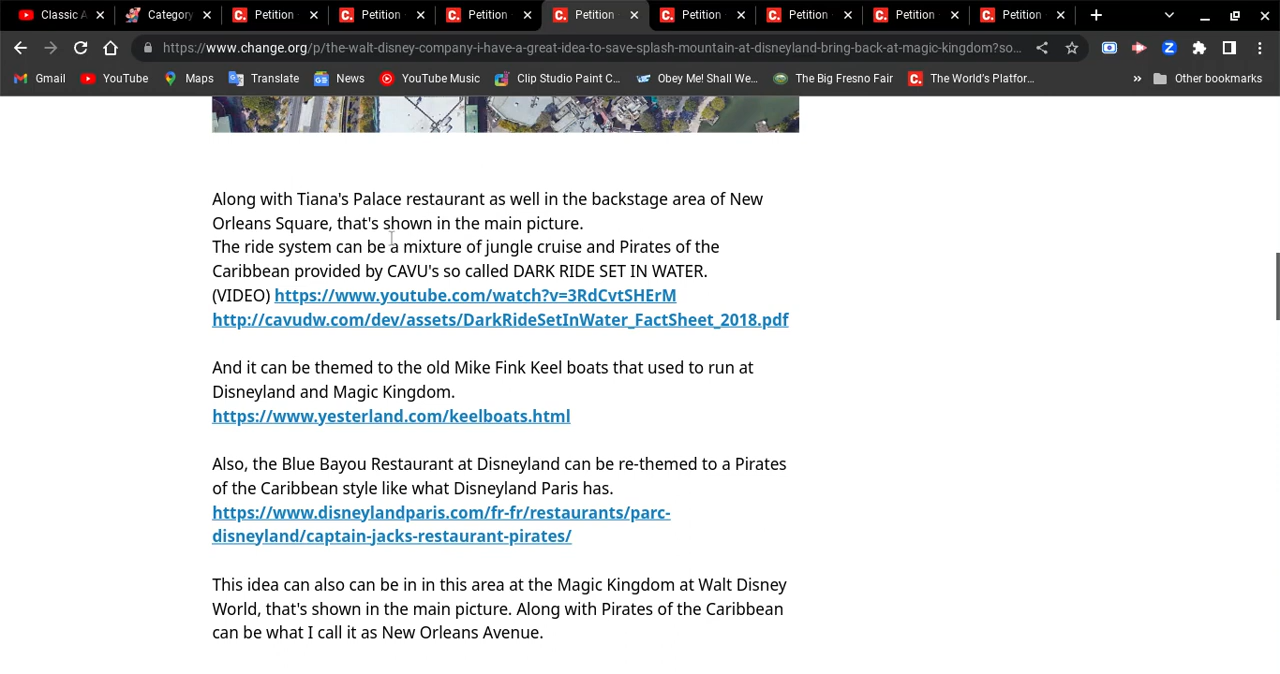 Classic A
Category
Petition
Petition
Petition
Petition
Petition
Petition
Petition
Petition
https://www.change.org/p/the-walt-disney-company-i-have-a-great-idea-to-save-splash-mountain-at-disneyland-bring-back-at-magic-kingdom?so...
Gmail
YouTube
Maps
Translate
News
YouTube Music
Clip Studio Paint C...
Obey Me! Shall We...
The Big Fresno Fair
The World's Platfor...
»
Other bookmarks
Along with Tiana's Palace restaurant as well in the backstage area of New
Orleans Square, that's shown in the main picture.
The ride system can be a mixture of jungle cruise and Pirates of the
Caribbean provided by CAVU's so called DARK RIDE SET IN WATER.
(VIDEO) https://www.youtube.com/watch?v=3RdCvtSHErM
http://cavudw.com/dev/assets/DarkRideSetInWater_FactSheet_2018.pdf
And it can be themed to the old Mike Fink Keel boats that used to run at
Disneyland and Magic Kingdom.
https://www.yesterland.com/keelboats.html
Also, the Blue Bayou Restaurant at Disneyland can be re-themed to a Pirates
of the Caribbean style like what Disneyland Paris has.
https://www.disneylandparis.com/fr-fr/restaurants/parc-
disneyland/captain-jacks-restaurant-pirates/
This idea can also can be in in this area at the Magic Kingdom at Walt Disney
World, that's shown in the main picture. Along with Pirates of the Caribbean
can be what I call it as New Orleans Avenue.